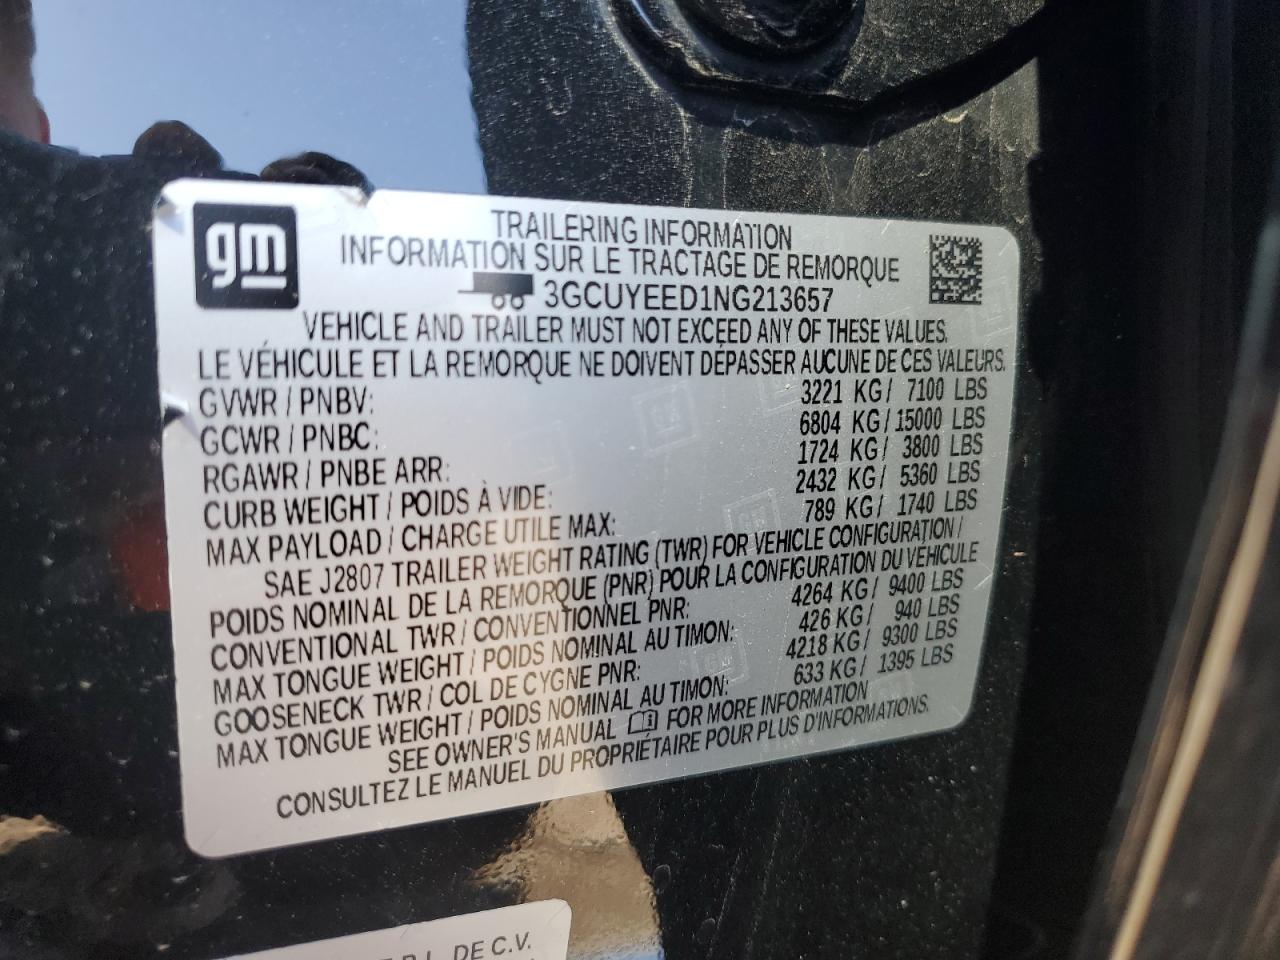 gm
TRAILERING INFORMATION
INFORMATION SUR LE TRACTAGE DE REMORQUE
3GCUYEED1NG213657
VEHICLE AND TRAILER MUST NOT EXCEED ANY OF THESE VALUES.
LE VÉHICULE ET LA REMORQUE NE DOIVENT DÉPASSER AUCUNE DE CES VALEURS.
GVWR / PNBV: 3221 KG / 7100 LBS
GCWR / PNBC: 6804 KG / 15000 LBS
RGAWR / PNBE ARR: 1724 KG / 3800 LBS
CURB WEIGHT / POIDS À VIDE: 2432 KG / 5360 LBS
MAX PAYLOAD / CHARGE UTILE MAX: 789 KG / 1740 LBS
SAE J2807 TRAILER WEIGHT RATING (TWR) FOR VEHICLE CONFIGURATION /
POIDS NOMINAL DE LA REMORQUE (PNR) POUR LA CONFIGURATION DU VÉHICULE
CONVENTIONAL TWR / CONVENTIONNEL PNR: 4264 KG / 9400 LBS
MAX TONGUE WEIGHT / POIDS NOMINAL AU TIMON: 426 KG / 940 LBS
GOOSENECK TWR / COL DE CYGNE PNR: 4218 KG / 9300 LBS
MAX TONGUE WEIGHT / POIDS NOMINAL AU TIMON: 633 KG / 1395 LBS
SEE OWNER'S MANUAL FOR MORE INFORMATION
CONSULTEZ LE MANUEL DU PROPRIÉTAIRE POUR PLUS D'INFORMATIONS.
DE C.V.